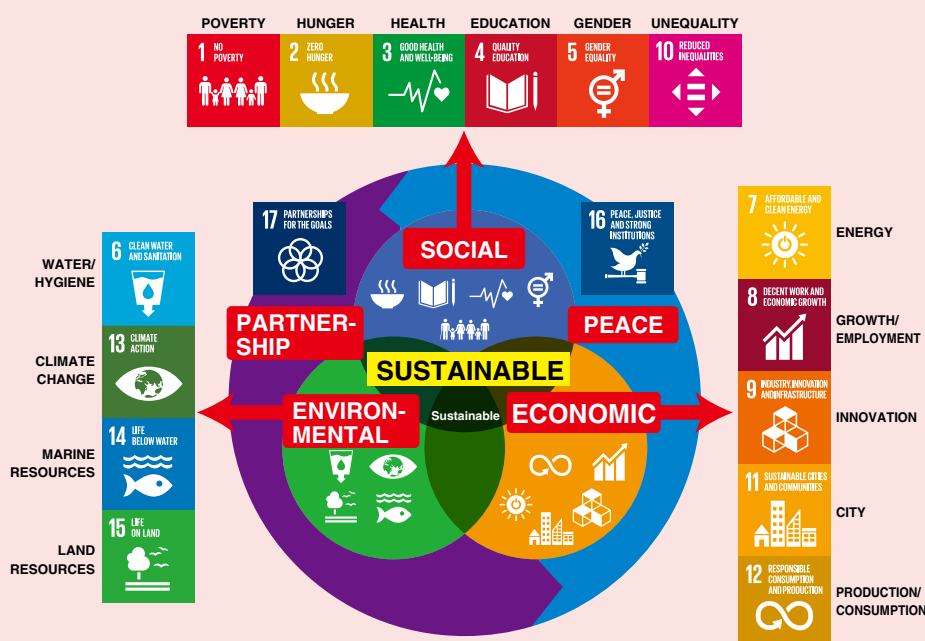 POVERTY HUNGER HEALTH EDUCATION GENDER UNEQUALITY
1 NO
POVERTY
2 ZERO
HUNGER
3 GOOD HEALTH
AND WELL-BEING
4 QUALITY
EDUCATION
5 GENDER
EQUALITY
10 REDUCED
INEQUALITIES
17 PARTNERSHIPS
FOR THE GOALS
16 PEACE, JUSTICE
AND STRONG
INSTITUTIONS
SOCIAL
PARTNER-
SHIP
PEACE
SUSTAINABLE
Sustainable
ENVIRON-
MENTAL
ECONOMIC
WATER/
HYGIENE
6 CLEAN WATER
AND SANITATION
CLIMATE
CHANGE
13 CLIMATE
ACTION
MARINE
RESOURCES
14 LIFE
BELOW WATER
LAND
RESOURCES
15 LIFE
ON LAND
7 AFFORDABLE AND
CLEAN ENERGY
ENERGY
8 DECENT WORK AND
ECONOMIC GROWTH
GROWTH/
EMPLOYMENT
9 INDUSTRY, INNOVATION
AND INFRASTRUCTURE
INNOVATION
11 SUSTAINABLE CITIES
AND COMMUNITIES
CITY
12 RESPONSIBLE
CONSUMPTION
AND PRODUCTION
PRODUCTION/
CONSUMPTION